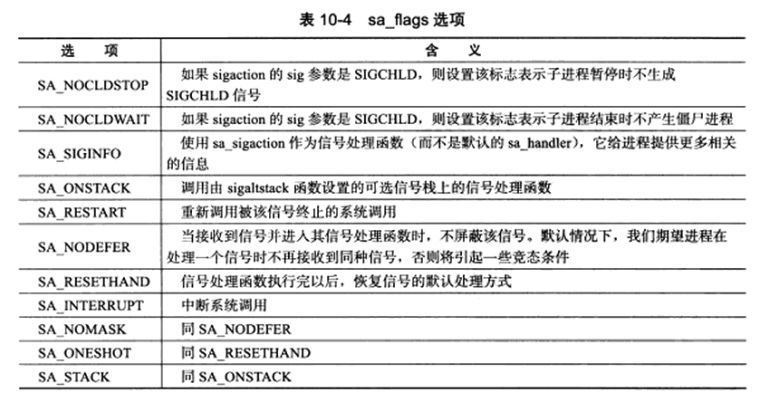 表 10-4 sa_flags 选项
选 项 含 义
SA_NOCLDSTOP 如果 sigaction 的 sig 参数是 SIGCHLD，则设置该标志表示子进程暂停时不生成
SIGCHLD 信号
SA_NOCLDWAIT 如果 sigaction 的 sig 参数是 SIGCHLD，则设置该标志表示子进程结束时不产生僵尸进程
SA_SIGINFO 使用 sa_sigaction 作为信号处理函数（而不是默认的 sa_handler），它给进程提供更多相关
的信息
SA_ONSTACK 调用由 sigaltstack 函数设置的可选信号栈上的信号处理函数
SA_RESTART 重新调用被该信号终止的系统调用
SA_NODEFER 当接收到信号并进入其信号处理函数时，不屏蔽该信号。默认情况下，我们期望进程在
处理一个信号时不再接收到同种信号，否则将引起一些竞态条件
SA_RESETHAND 信号处理函数执行完以后，恢复信号的默认处理方式
SA_INTERRUPT 中断系统调用
SA_NOMASK 同 SA_NODEFER
SA_ONESHOT 同 SA_RESETHAND
SA_STACK 同 SA_ONSTACK